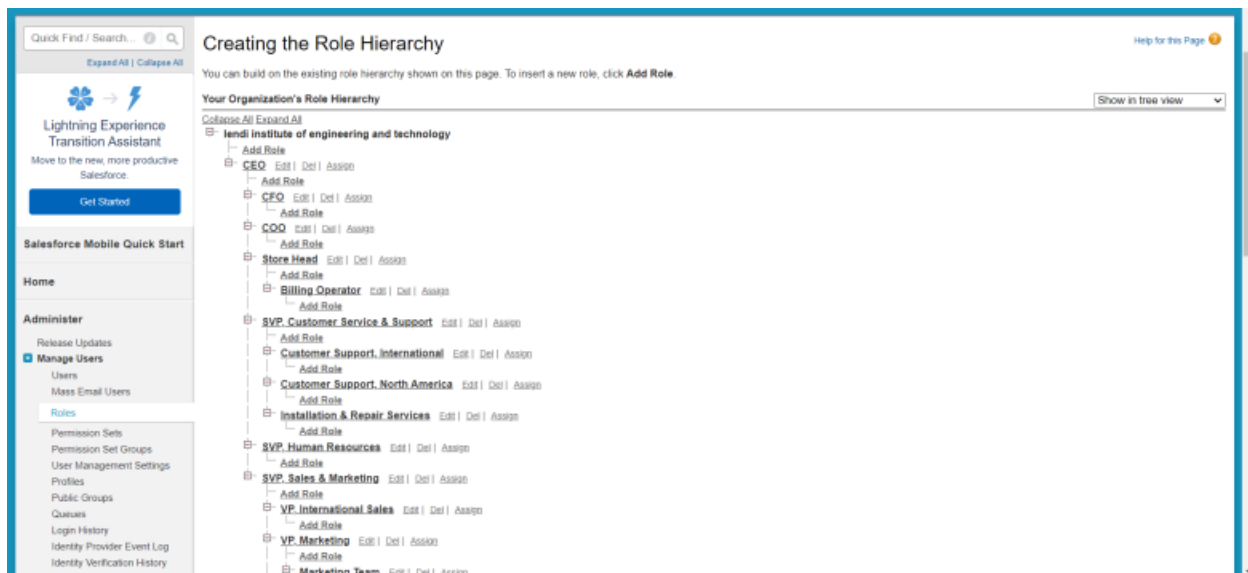 Quick Find / Search...
Expand All | Collapse All
Lightning Experience
Transition Assistant
Move to the new, more productive
Salesforce.
Get Started
Salesforce Mobile Quick Start
Home
Administer
Release Updates
Manage Users
Users
Mass Email Users
Roles
Permission Sets
Permission Set Groups
User Management Settings
Profiles
Public Groups
Queues
Login History
Identity Provider Event Log
Identity Verification History
Creating the Role Hierarchy
Help for this Page
You can build on the existing role hierarchy shown on this page. To insert a new role, click Add Role.
Your Organization's Role Hierarchy
Show in tree view
Collapse All Expand All
lendi institute of engineering and technology
Add Role
CEO Edit | Del | Assign
Add Role
CFO Edit | Del | Assign
Add Role
COO Edit | Del | Assign
Add Role
Store Head Edit | Del | Assign
Add Role
Billing Operator Edit | Del | Assign
Add Role
SVP, Customer Service & Support Edit | Del | Assign
Add Role
Customer Support, International Edit | Del | Assign
Add Role
Customer Support, North America Edit | Del | Assign
Add Role
Installation & Repair Services Edit | Del | Assign
Add Role
SVP, Human Resources Edit | Del | Assign
Add Role
SVP, Sales & Marketing Edit | Del | Assign
Add Role
VP, International Sales Edit | Del | Assign
Add Role
VP, Marketing Edit | Del | Assign
Add Role
Marketing Team Edit | Del | Assign